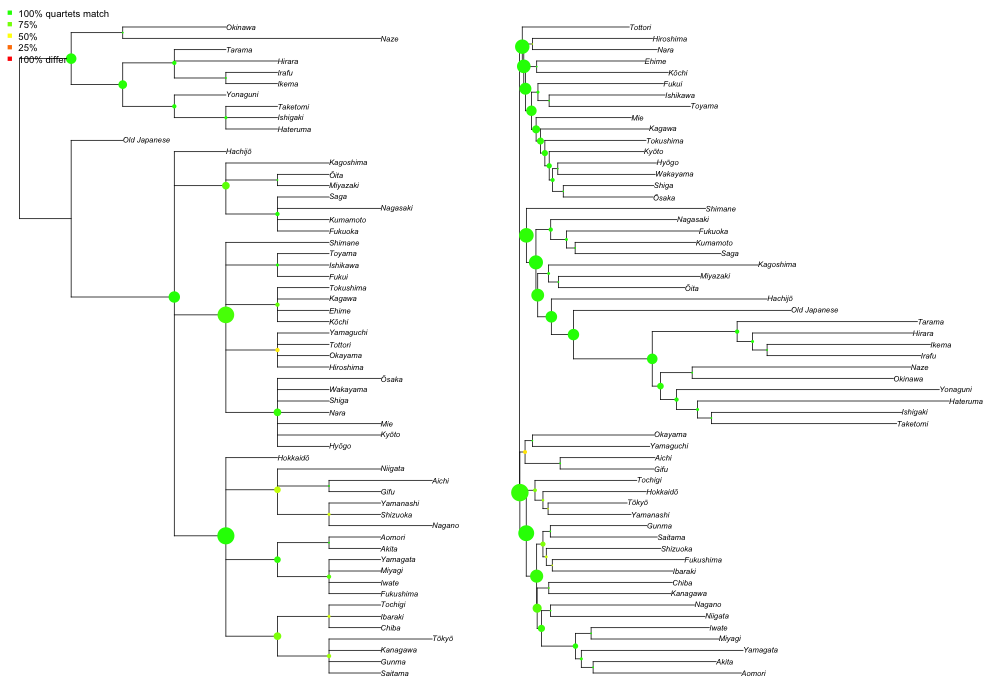 100% quartets match
75%
50%
25%
100% differ
Okinawa
Naze
Tarama
Hirara
Irafu
Ikema
Yonaguni
Taketomi
Ishigaki
Hateruma
Old Japanese
Hachijō
Kagoshima
Ōita
Miyazaki
Saga
Nagasaki
Kumamoto
Fukuoka
Shimane
Toyama
Ishikawa
Fukui
Tokushima
Kagawa
Ehime
Kōchi
Yamaguchi
Tottori
Okayama
Hiroshima
Ōsaka
Wakayama
Shiga
Nara
Mie
Kyōto
Hyōgo
Hokkaidō
Niigata
Aichi
Gifu
Yamanashi
Shizuoka
Nagano
Aomori
Akita
Yamagata
Miyagi
Iwate
Fukushima
Tochigi
Ibaraki
Chiba
Tōkyō
Kanagawa
Gunma
Saitama
Tottori
Hiroshima
Nara
Ehime
Kōchi
Fukui
Ishikawa
Toyama
Mie
Kagawa
Tokushima
Kyōto
Hyōgo
Wakayama
Shiga
Ōsaka
Shimane
Nagasaki
Fukuoka
Kumamoto
Saga
Kagoshima
Miyazaki
Ōita
Hachijō
Old Japanese
Tarama
Hirara
Ikema
Irafu
Naze
Okinawa
Yonaguni
Hateruma
Ishigaki
Taketomi
Okayama
Yamaguchi
Aichi
Gifu
Tochigi
Hokkaidō
Tōkyō
Yamanashi
Gunma
Saitama
Shizuoka
Fukushima
Ibaraki
Chiba
Kanagawa
Nagano
Niigata
Iwate
Miyagi
Yamagata
Akita
Aomori